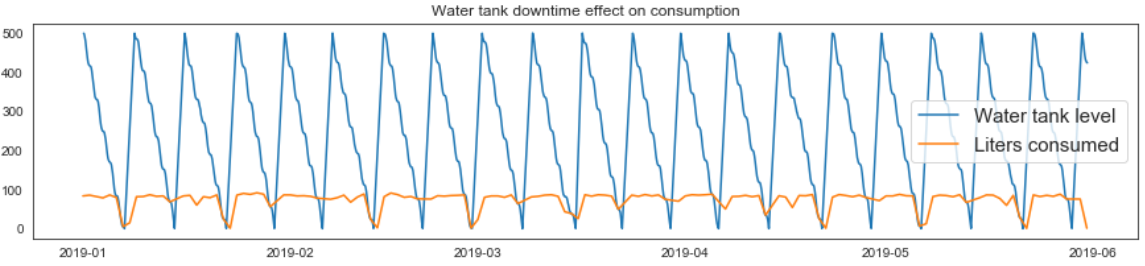 Water tank downtime effect on consumption
500
400
300
200
100
0
Water tank level
Liters consumed
2019-01 2019-02 2019-03 2019-04 2019-05 2019-06